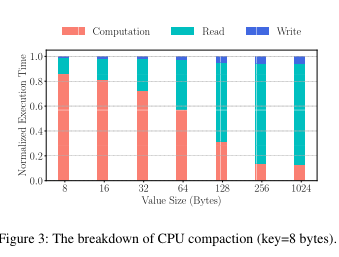 Computation Read Write
Normalized Execution Time
1.0
0.8
0.6
0.4
0.2
0.0
8 16 32 64 128 256 1024
Value Size (Bytes)
Figure 3: The breakdown of CPU compaction (key=8 bytes).